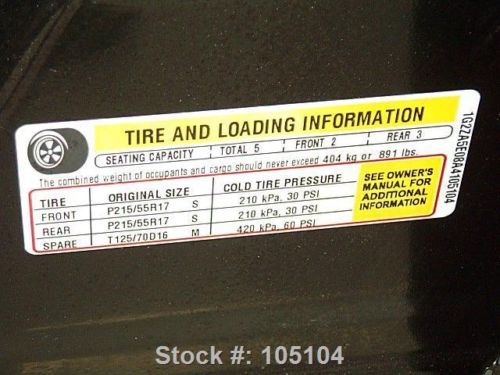 TIRE AND LOADING INFORMATION
SEATING CAPACITY | TOTAL 5 | FRONT 2 | REAR 3
The combined weight of occupants and cargo should never exceed 404 kg or 891 lbs.
TIRE ORIGINAL SIZE COLD TIRE PRESSURE
FRONT P215/55R17 S 210 kPa, 30 PSI
REAR P215/55R17 S 210 kPa, 30 PSI
SPARE T125/70D16 M 420 kPa, 60 PSI
SEE OWNER'S
MANUAL FOR
ADDITIONAL
INFORMATION
1G2ZA5E08A4105104
Stock #: 105104